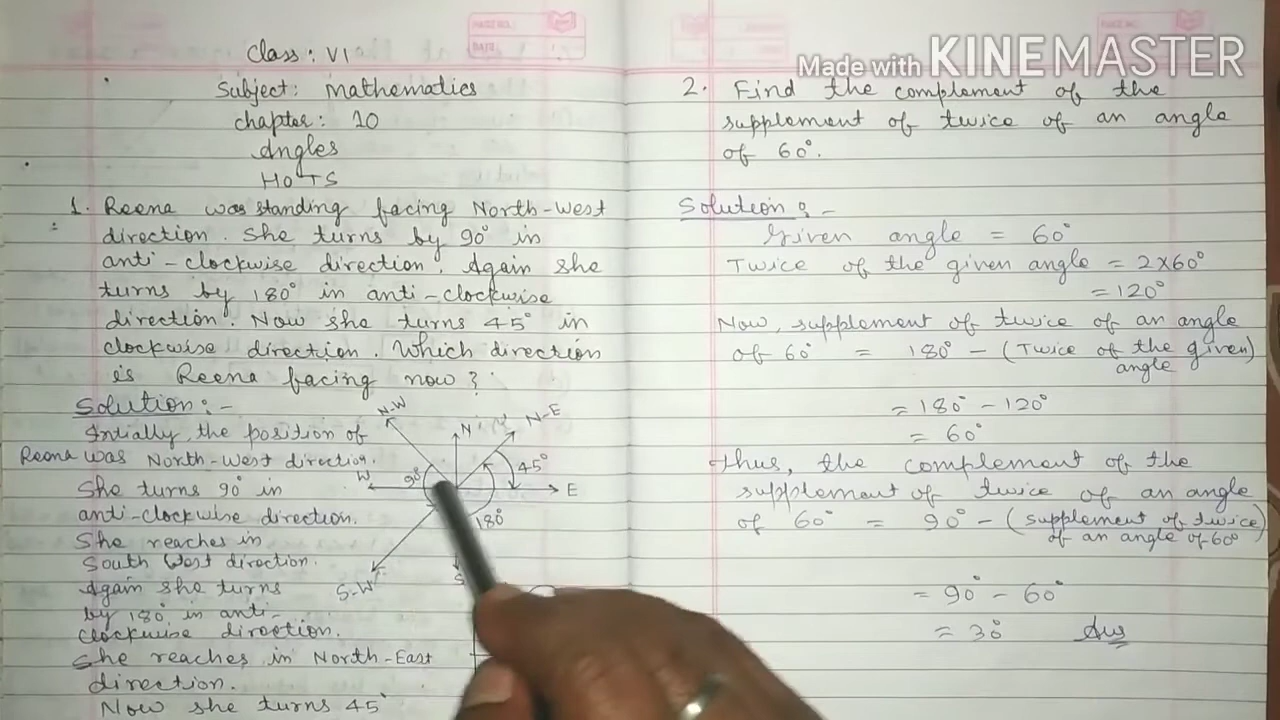 Class: VI
Subject: Mathematics
chapter: 10
Angles
HOTS
1. Reena was standing facing North-West
direction. She turns by 90° in
anti-clockwise direction. Again she
turns by 180° in anti-clockwise
direction. Now she turns 45° in
clockwise direction. Which direction
is Reena facing now?
Solution:-
Intially, the position of
Reena was North-West direction.
She turns 90° in
anti-clockwise direction.
She reaches in
South West direction.
Again she turns
by 180° in anti-
clockwise direction.
She reaches in North-East
direction.
Now she turns 45°
N-W
N
N-E
W
90°
45°
E
180°
S-W
S
PAGE NO.
DATE
Made with KINEMASTER
2. Find the complement of the
supplement of twice of an angle
of 60°.
Solution:-
Given angle = 60°
Twice of the given angle = 2×60°
= 120°
Now, supplement of twice of an angle
of 60° = 180° - (Twice of the given)
angle
= 180° - 120°
= 60°
Thus, the complement of the
supplement of twice of an angle
of 60° = 90° - (supplement of twice)
of an angle of 60°
= 90° - 60°
= 30° Ans